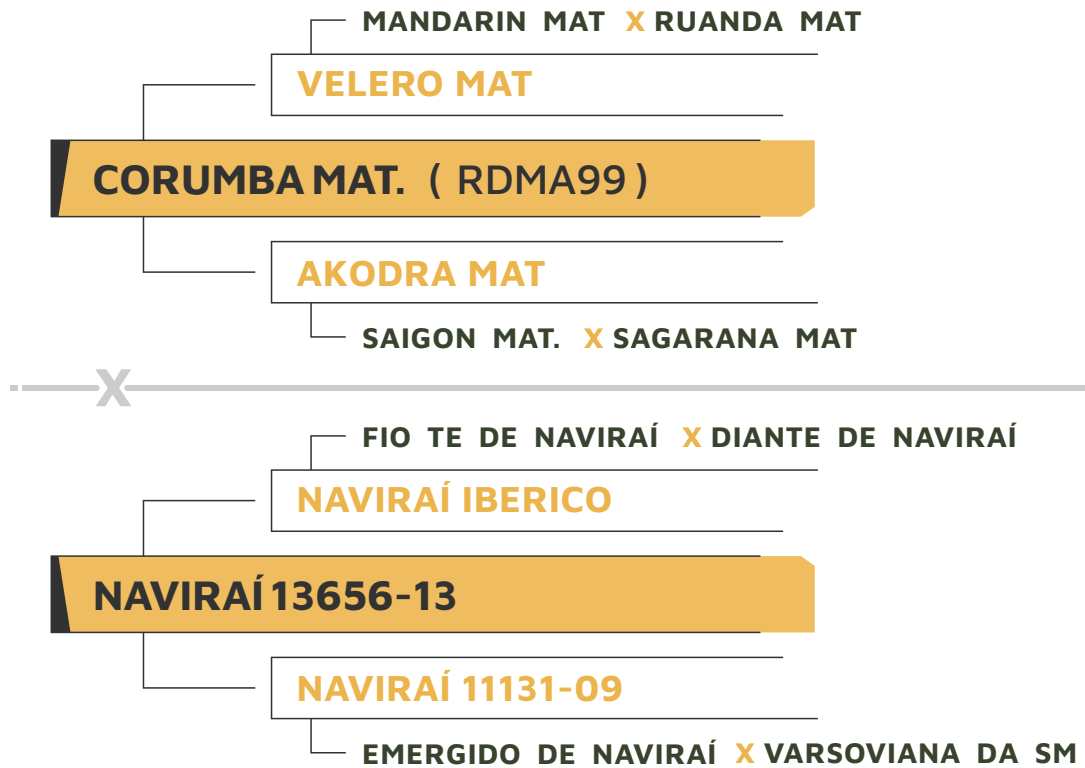 MANDARIN MAT X RUANDA MAT
VELERO MAT
CORUMBA MAT. ( RDMA99 )
AKODRA MAT
SAIGON MAT. X SAGARANA MAT
X
FIO TE DE NAVIRAÍ X DIANTE DE NAVIRAÍ
NAVIRAÍ IBERICO
NAVIRAÍ 13656-13
NAVIRAÍ 11131-09
EMERGIDO DE NAVIRAÍ X VARSOVIANA DA SM